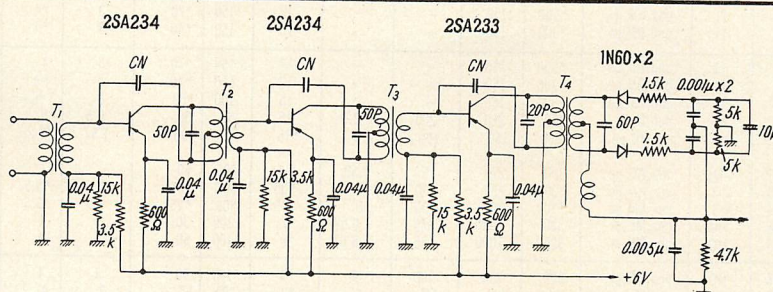 2SA234 2SA234 2SA233
1N60×2
CN CN CN
T1 T2 T3 T4
1.5k 0.001μ×2
50P 50P 20P 60P 5k 10μ
1.5k 5k
0.04μ 15k 3.5k 600Ω 0.04μ 0.04μ 15k 3.5k 600Ω 0.04μ 0.04μ 15k 3.5k 600Ω 0.04μ
0.005μ 4.7k
+6V